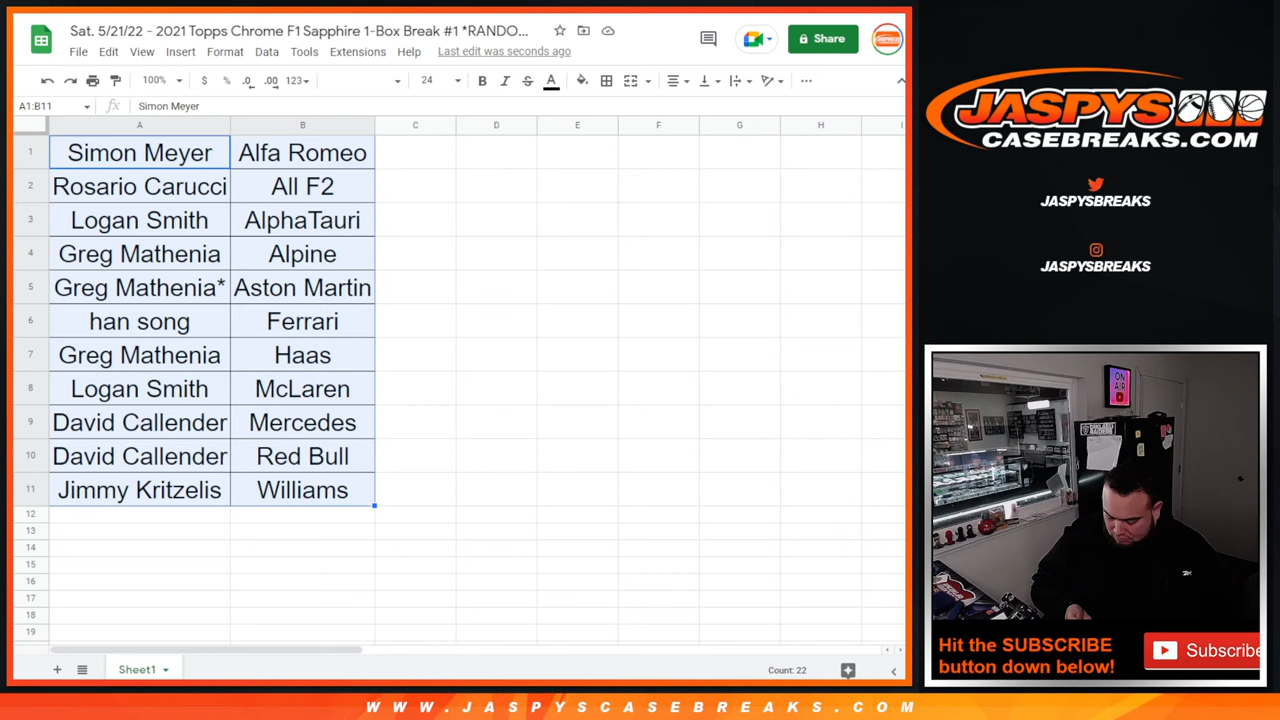 Sat. 5/21/22 - 2021 Topps Chrome F1 Sapphire 1-Box Break #1 *RANDO...
File Edit View Insert Format Data Tools Extensions Help Last edit was seconds ago
Share
100% $ % .0 .00 123 24 B I S A
A1:B11 fx Simon Meyer
A B C D E F G H I
1 Simon Meyer Alfa Romeo
2 Rosario Carucci All F2
3 Logan Smith AlphaTauri
4 Greg Mathenia Alpine
5 Greg Mathenia* Aston Martin
6 han song Ferrari
7 Greg Mathenia Haas
8 Logan Smith McLaren
9 David Callender Mercedes
10 David Callender Red Bull
11 Jimmy Kritzelis Williams
12
13
14
15
16
17
18
19
Sheet1 Count: 22
JASPYS
CASEBREAKS.COM
JASPYSBREAKS
JASPYSBREAKS
ON
AIR
Hit the SUBSCRIBE
button down below!
Subscribe
WWW.JASPYSCASEBREAKS.COM